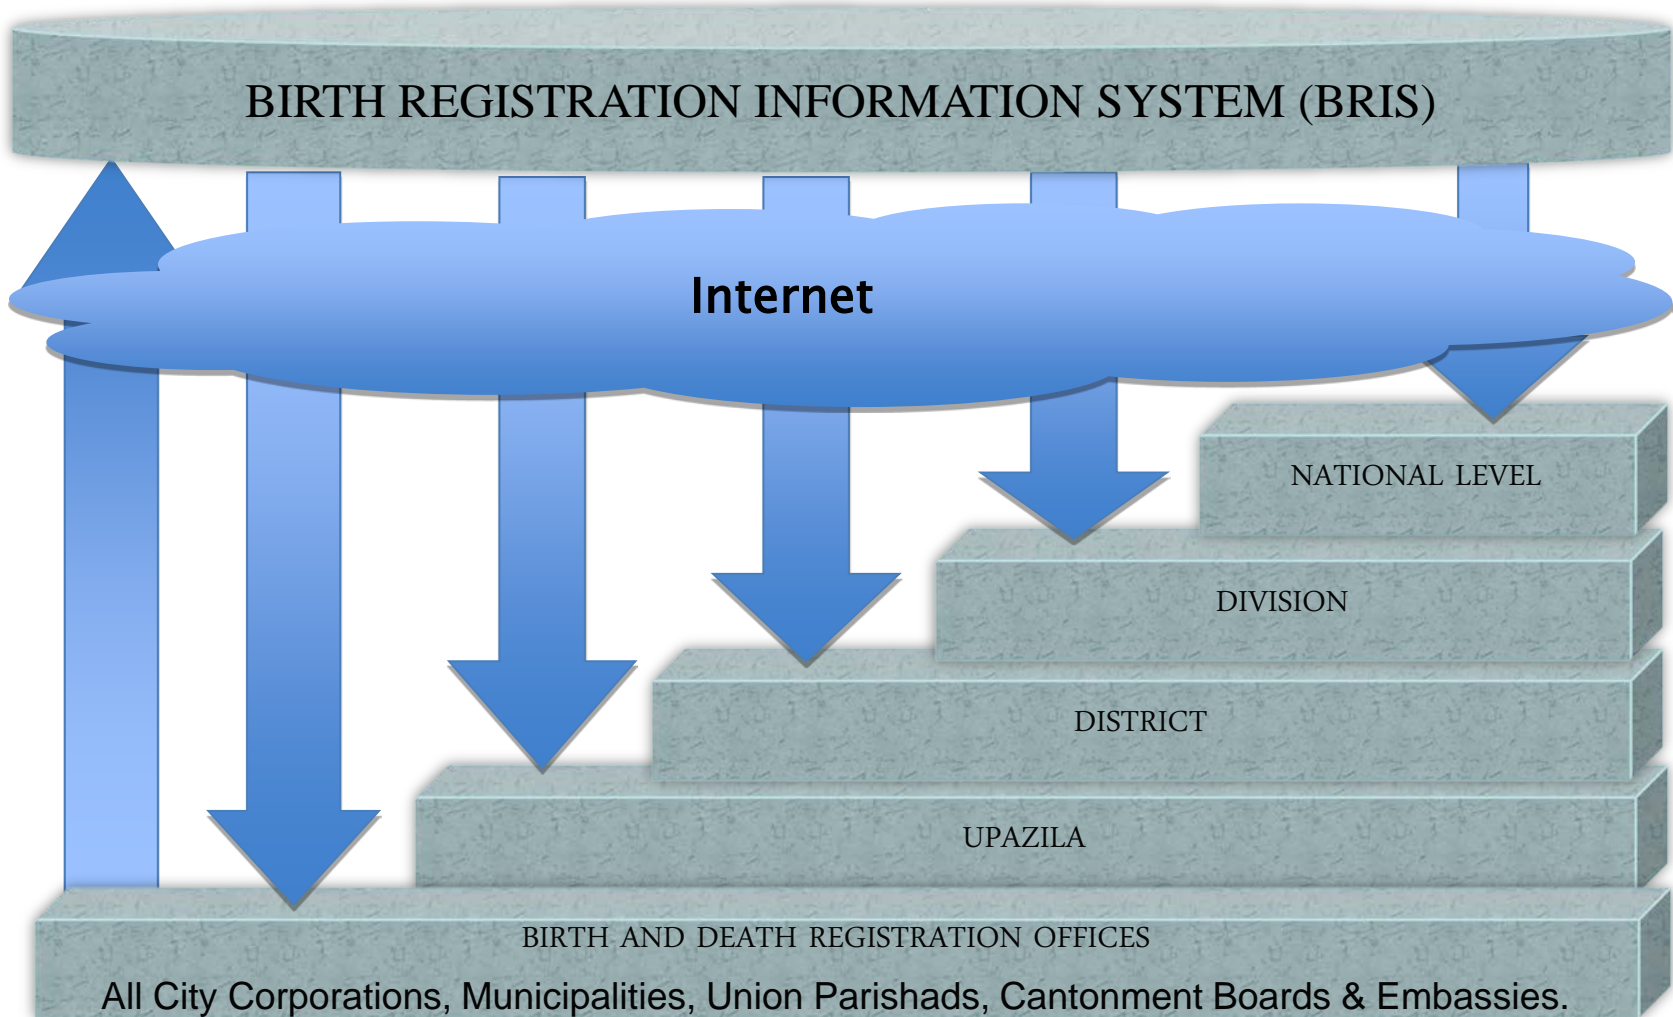 BIRTH REGISTRATION INFORMATION SYSTEM (BRIS)
Internet
NATIONAL LEVEL
DIVISION
DISTRICT
UPAZILA
BIRTH AND DEATH REGISTRATION OFFICES
All City Corporations, Municipalities, Union Parishads, Cantonment Boards & Embassies.